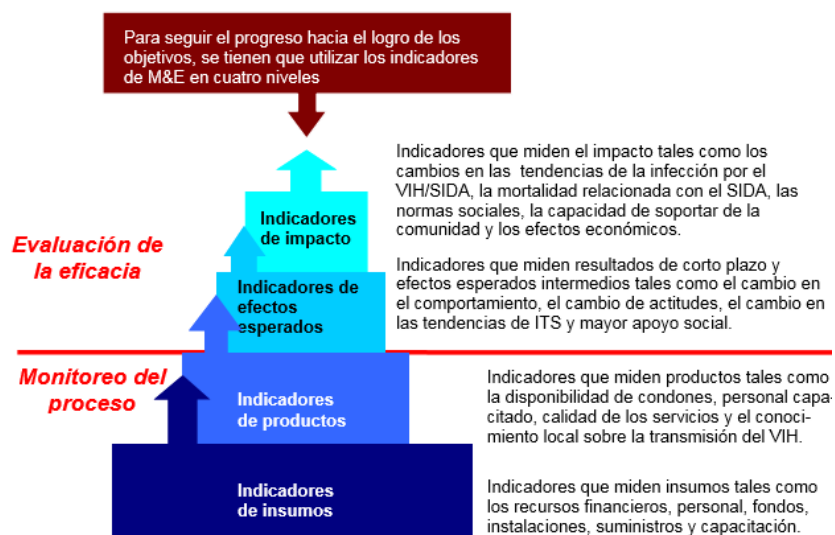 Para seguir el progreso hacia el logro de los
objetivos, se tienen que utilizar los indicadores
de M&E en cuatro niveles
Indicadores que miden el impacto tales como los
cambios en las tendencias de la infección por el
VIH/SIDA, la mortalidad relacionada con el SIDA, las
normas sociales, la capacidad de soportar de la
comunidad y los efectos económicos.
Indicadores
de impacto
Evaluación de
la eficacia
Indicadores que miden resultados de corto plazo y
efectos esperados intermedios tales como el cambio en
el comportamiento, el cambio de actitudes, el cambio en
las tendencias de ITS y mayor apoyo social.
Indicadores de
efectos
esperados
Monitoreo del
proceso
Indicadores que miden productos tales como
la disponibilidad de condones, personal capa-
citado, calidad de los servicios y el conoci-
miento local sobre la transmisión del VIH.
Indicadores
de productos
Indicadores
de insumos
Indicadores que miden insumos tales como
los recursos financieros, personal, fondos,
instalaciones, suministros y capacitación.